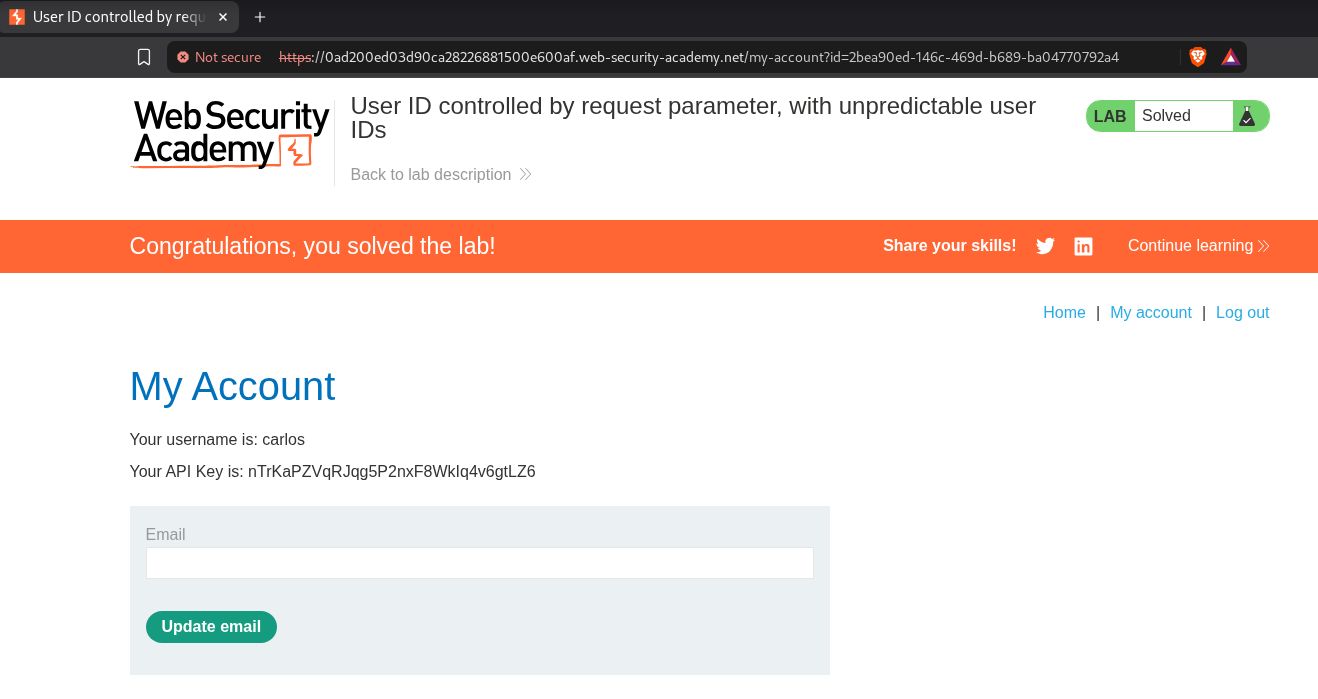 User ID controlled by requ
Not secure https://0ad200ed03d90ca28226881500e600af.web-security-academy.net/my-account?id=2bea90ed-146c-469d-b689-ba04770792a4
Web Security
Academy
User ID controlled by request parameter, with unpredictable user
IDs
LAB Solved
Back to lab description
Congratulations, you solved the lab!
Share your skills!
Continue learning
Home | My account | Log out
My Account
Your username is: carlos
Your API Key is: nTrKaPZVqRJqg5P2nxF8WkIq4v6gtLZ6
Email
Update email